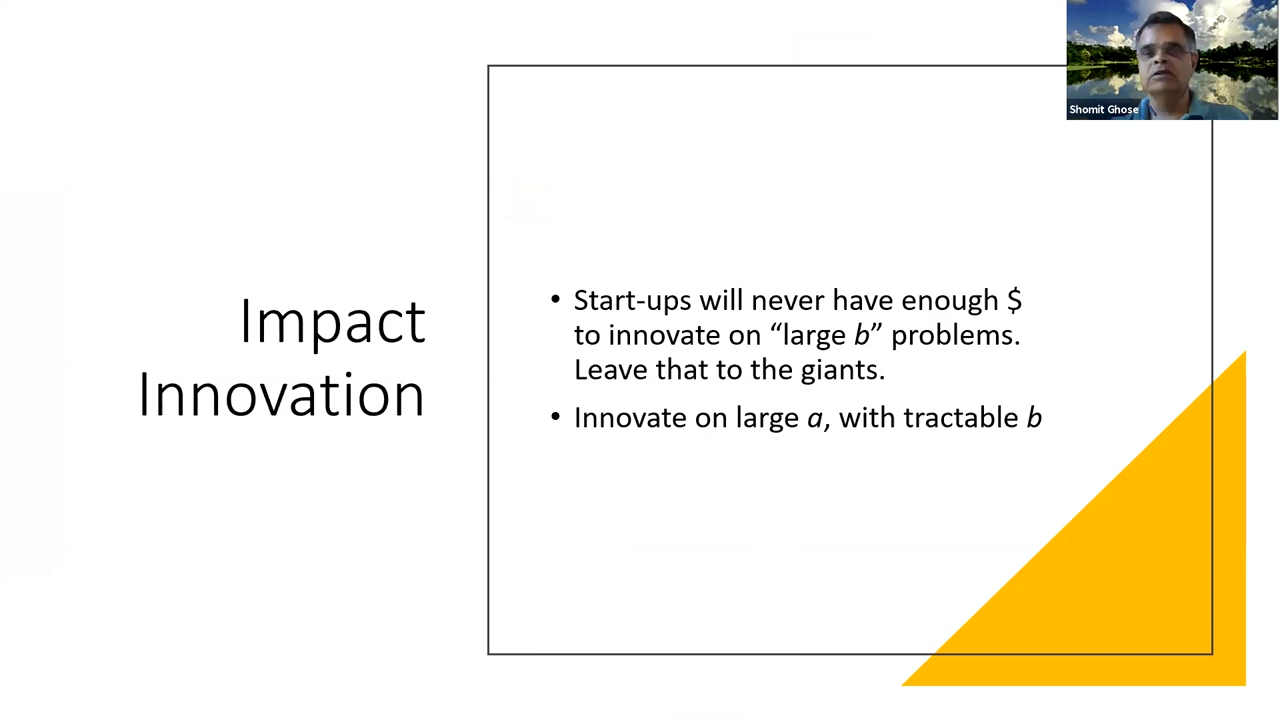 Impact
Innovation
• Start-ups will never have enough $
to innovate on “large b” problems.
Leave that to the giants.
• Innovate on large a, with tractable b
Shomit Ghose